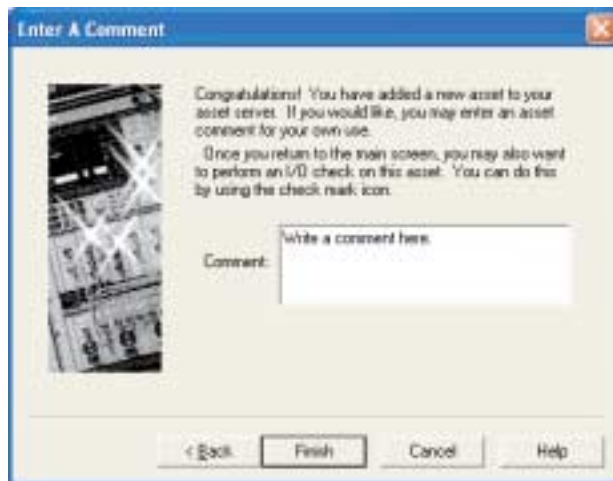 Enter A Comment
Congratulations! You have added a new asset to your
asset server. If you would like, you may enter an asset
comment for your own use.
Once you return to the main screen, you may also want
to perform an I/O check on this asset. You can do this
by using the check mark icon.
Write a comment here.
Comment:
< Back
Finish
Cancel
Help